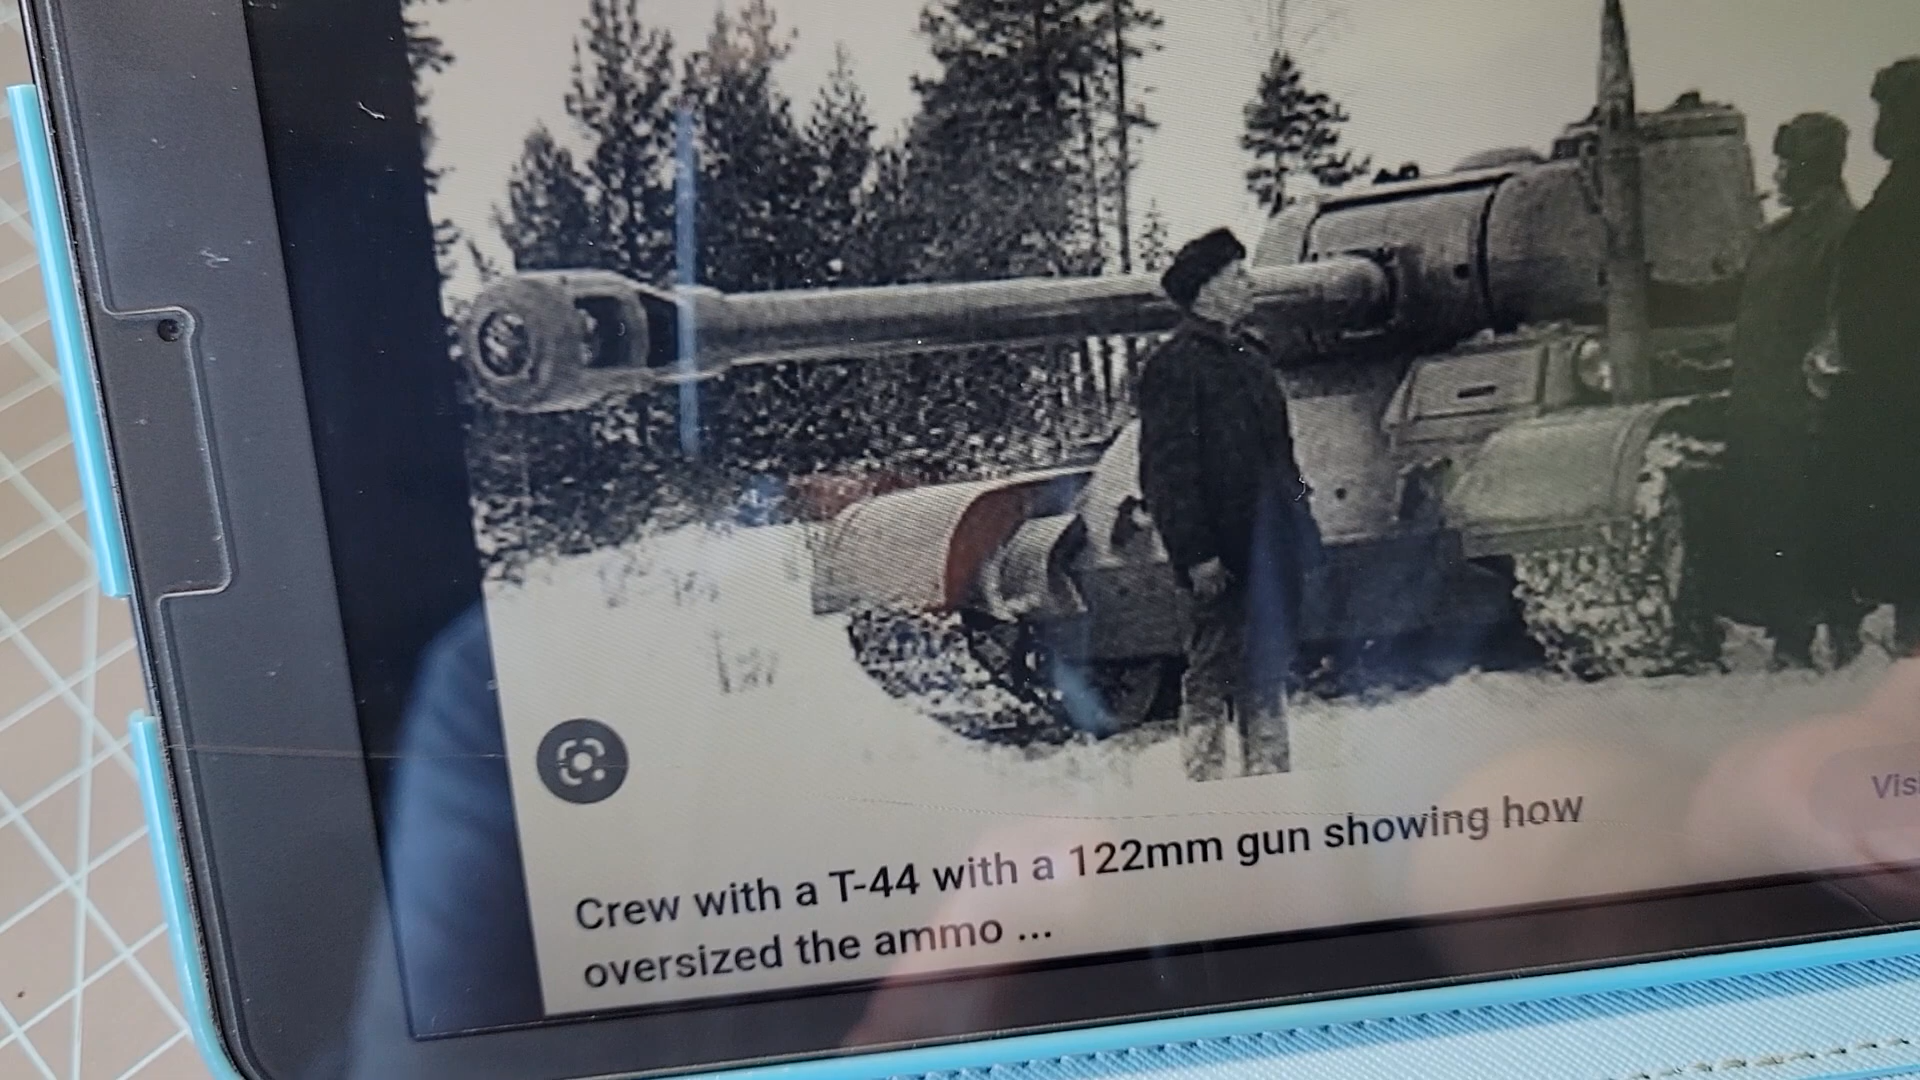 Crew with a T-44 with a 122mm gun showing how
oversized the ammo ...